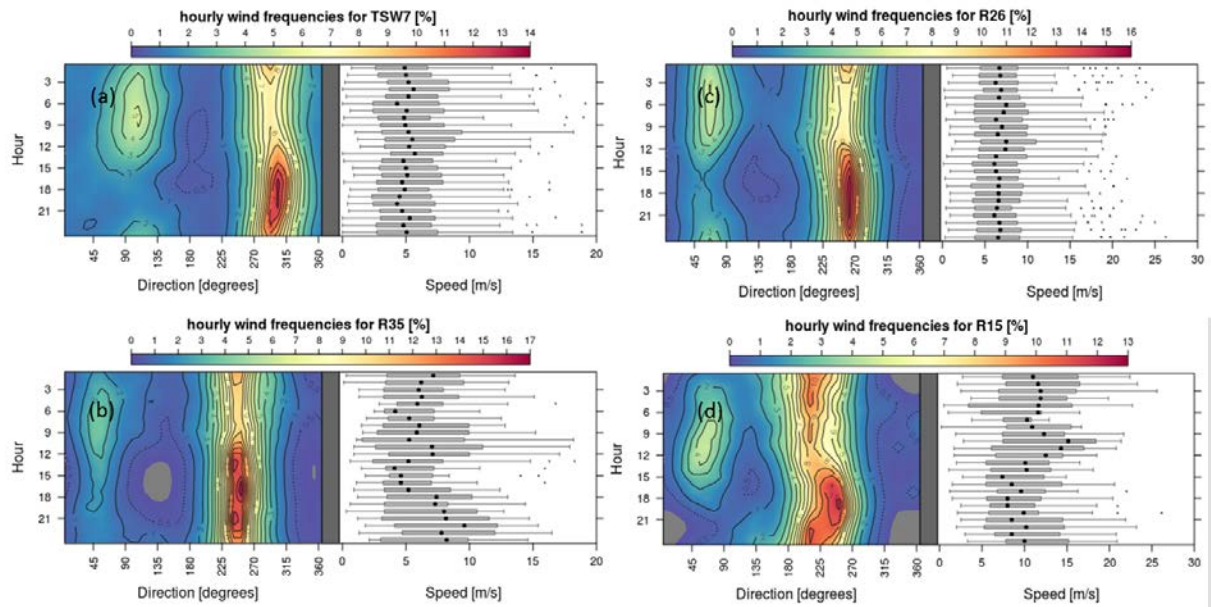 hourly wind frequencies for TSW7 [%]
0 1 2 3 4 5 6 7 8 9 10 11 12 13 14
(a)
Hour
3
6
9
12
15
18
21
45 90 135 180 225 270 315 360
Direction [degrees]
0 5 10 15 20
Speed [m/s]
hourly wind frequencies for R26 [%]
0 1 2 3 4 5 6 7 8 9 10 11 12 13 14 15 16
(c)
Hour
3
6
9
12
15
18
21
45 90 135 180 225 270 315 360
Direction [degrees]
0 5 10 15 20 25 30
Speed [m/s]
hourly wind frequencies for R35 [%]
0 1 2 3 4 5 6 7 8 9 10 11 12 13 14 15 16 17
(b)
Hour
3
6
9
12
15
18
21
45 90 135 180 225 270 315 360
Direction [degrees]
0 5 10 15 20
Speed [m/s]
hourly wind frequencies for R15 [%]
0 1 2 3 4 5 6 7 8 9 10 11 12 13
(d)
Hour
3
6
9
12
15
18
21
45 90 135 180 225 270 315 360
Direction [degrees]
0 5 10 15 20 25 30
Speed [m/s]